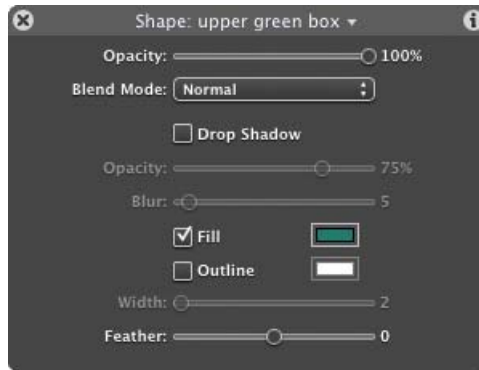 Shape: upper green box
Opacity: 100%
Blend Mode: Normal
Drop Shadow
Opacity: 75%
Blur: 5
Fill
Outline
Width: 2
Feather: 0